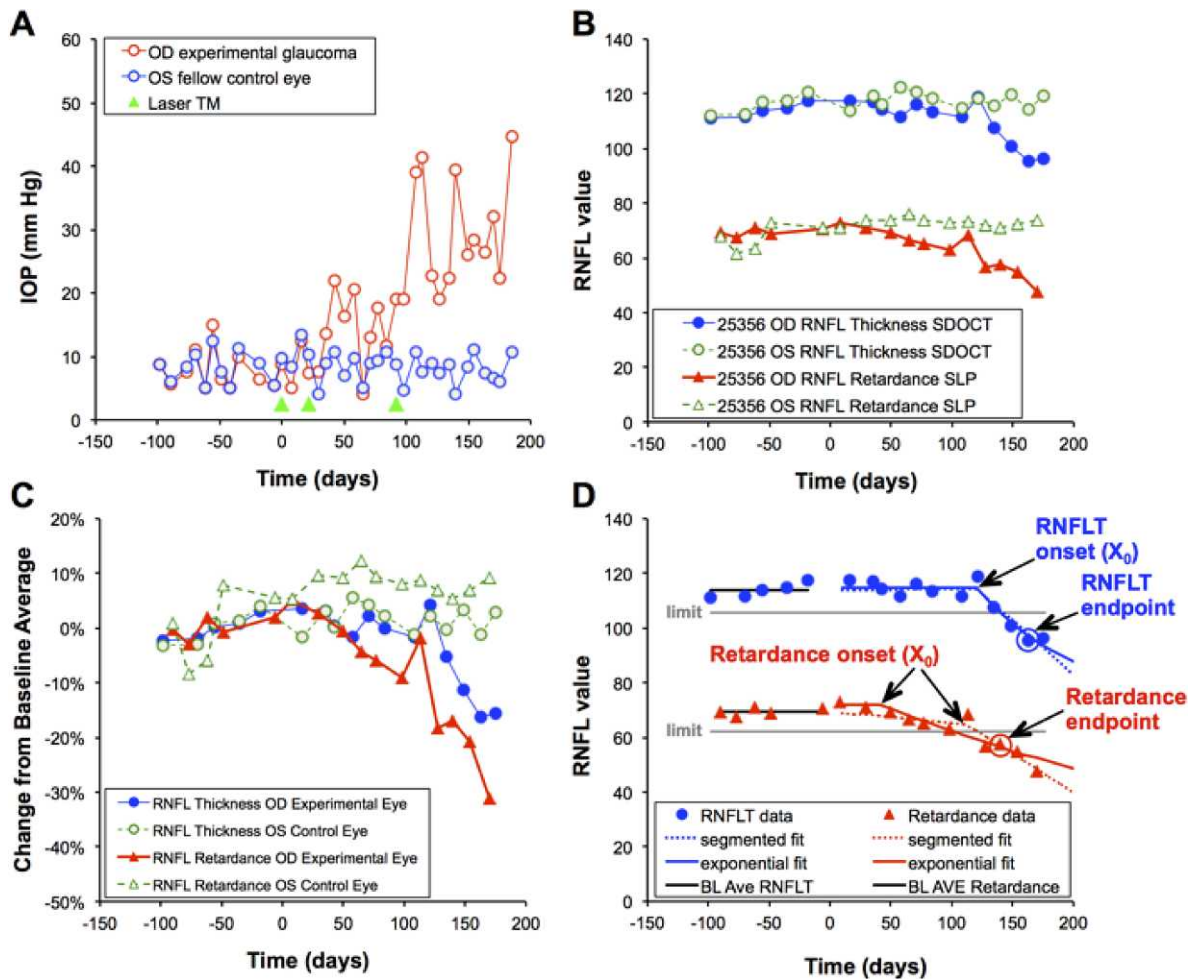 A
60
50
40
30
20
10
0
-150
-100
-50
0
50
100
150
200
IOP (mm Hg)
Time (days)
OD experimental glaucoma
OS fellow control eye
Laser TM
B
140
120
100
80
60
40
20
0
-150
-100
-50
0
50
100
150
200
RNFL value
Time (days)
25356 OD RNFL Thickness SDOCT
25356 OS RNFL Thickness SDOCT
25356 OD RNFL Retardance SLP
25356 OS RNFL Retardance SLP
C
20%
10%
0%
-10%
-20%
-30%
-40%
-50%
-150
-100
-50
0
50
100
150
200
Change from Baseline Average
Time (days)
RNFL Thickness OD Experimental Eye
RNFL Thickness OS Control Eye
RNFL Retardance OD Experimental Eye
RNFL Retardance OS Control Eye
D
140
120
100
80
60
40
0
-150
-100
-50
0
50
100
150
200
RNFL value
Time (days)
RNFLT
onset (X₀)
RNFLT
endpoint
limit
Retardance onset (X₀)
Retardance
endpoint
limit
RNFLT data
segmented fit
exponential fit
BL Ave RNFLT
Retardance data
segmented fit
exponential fit
BL AVE Retardance